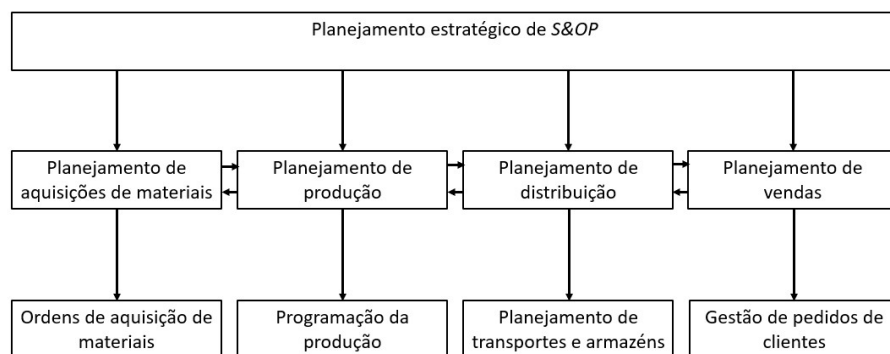 Planejamento estratégico de S&OP
Planejamento de
aquisições de materiais
Planejamento de
produção
Planejamento de
distribuição
Planejamento de
vendas
Ordens de aquisição de
materiais
Programação da
produção
Planejamento de
transportes e armazéns
Gestão de pedidos de
clientes